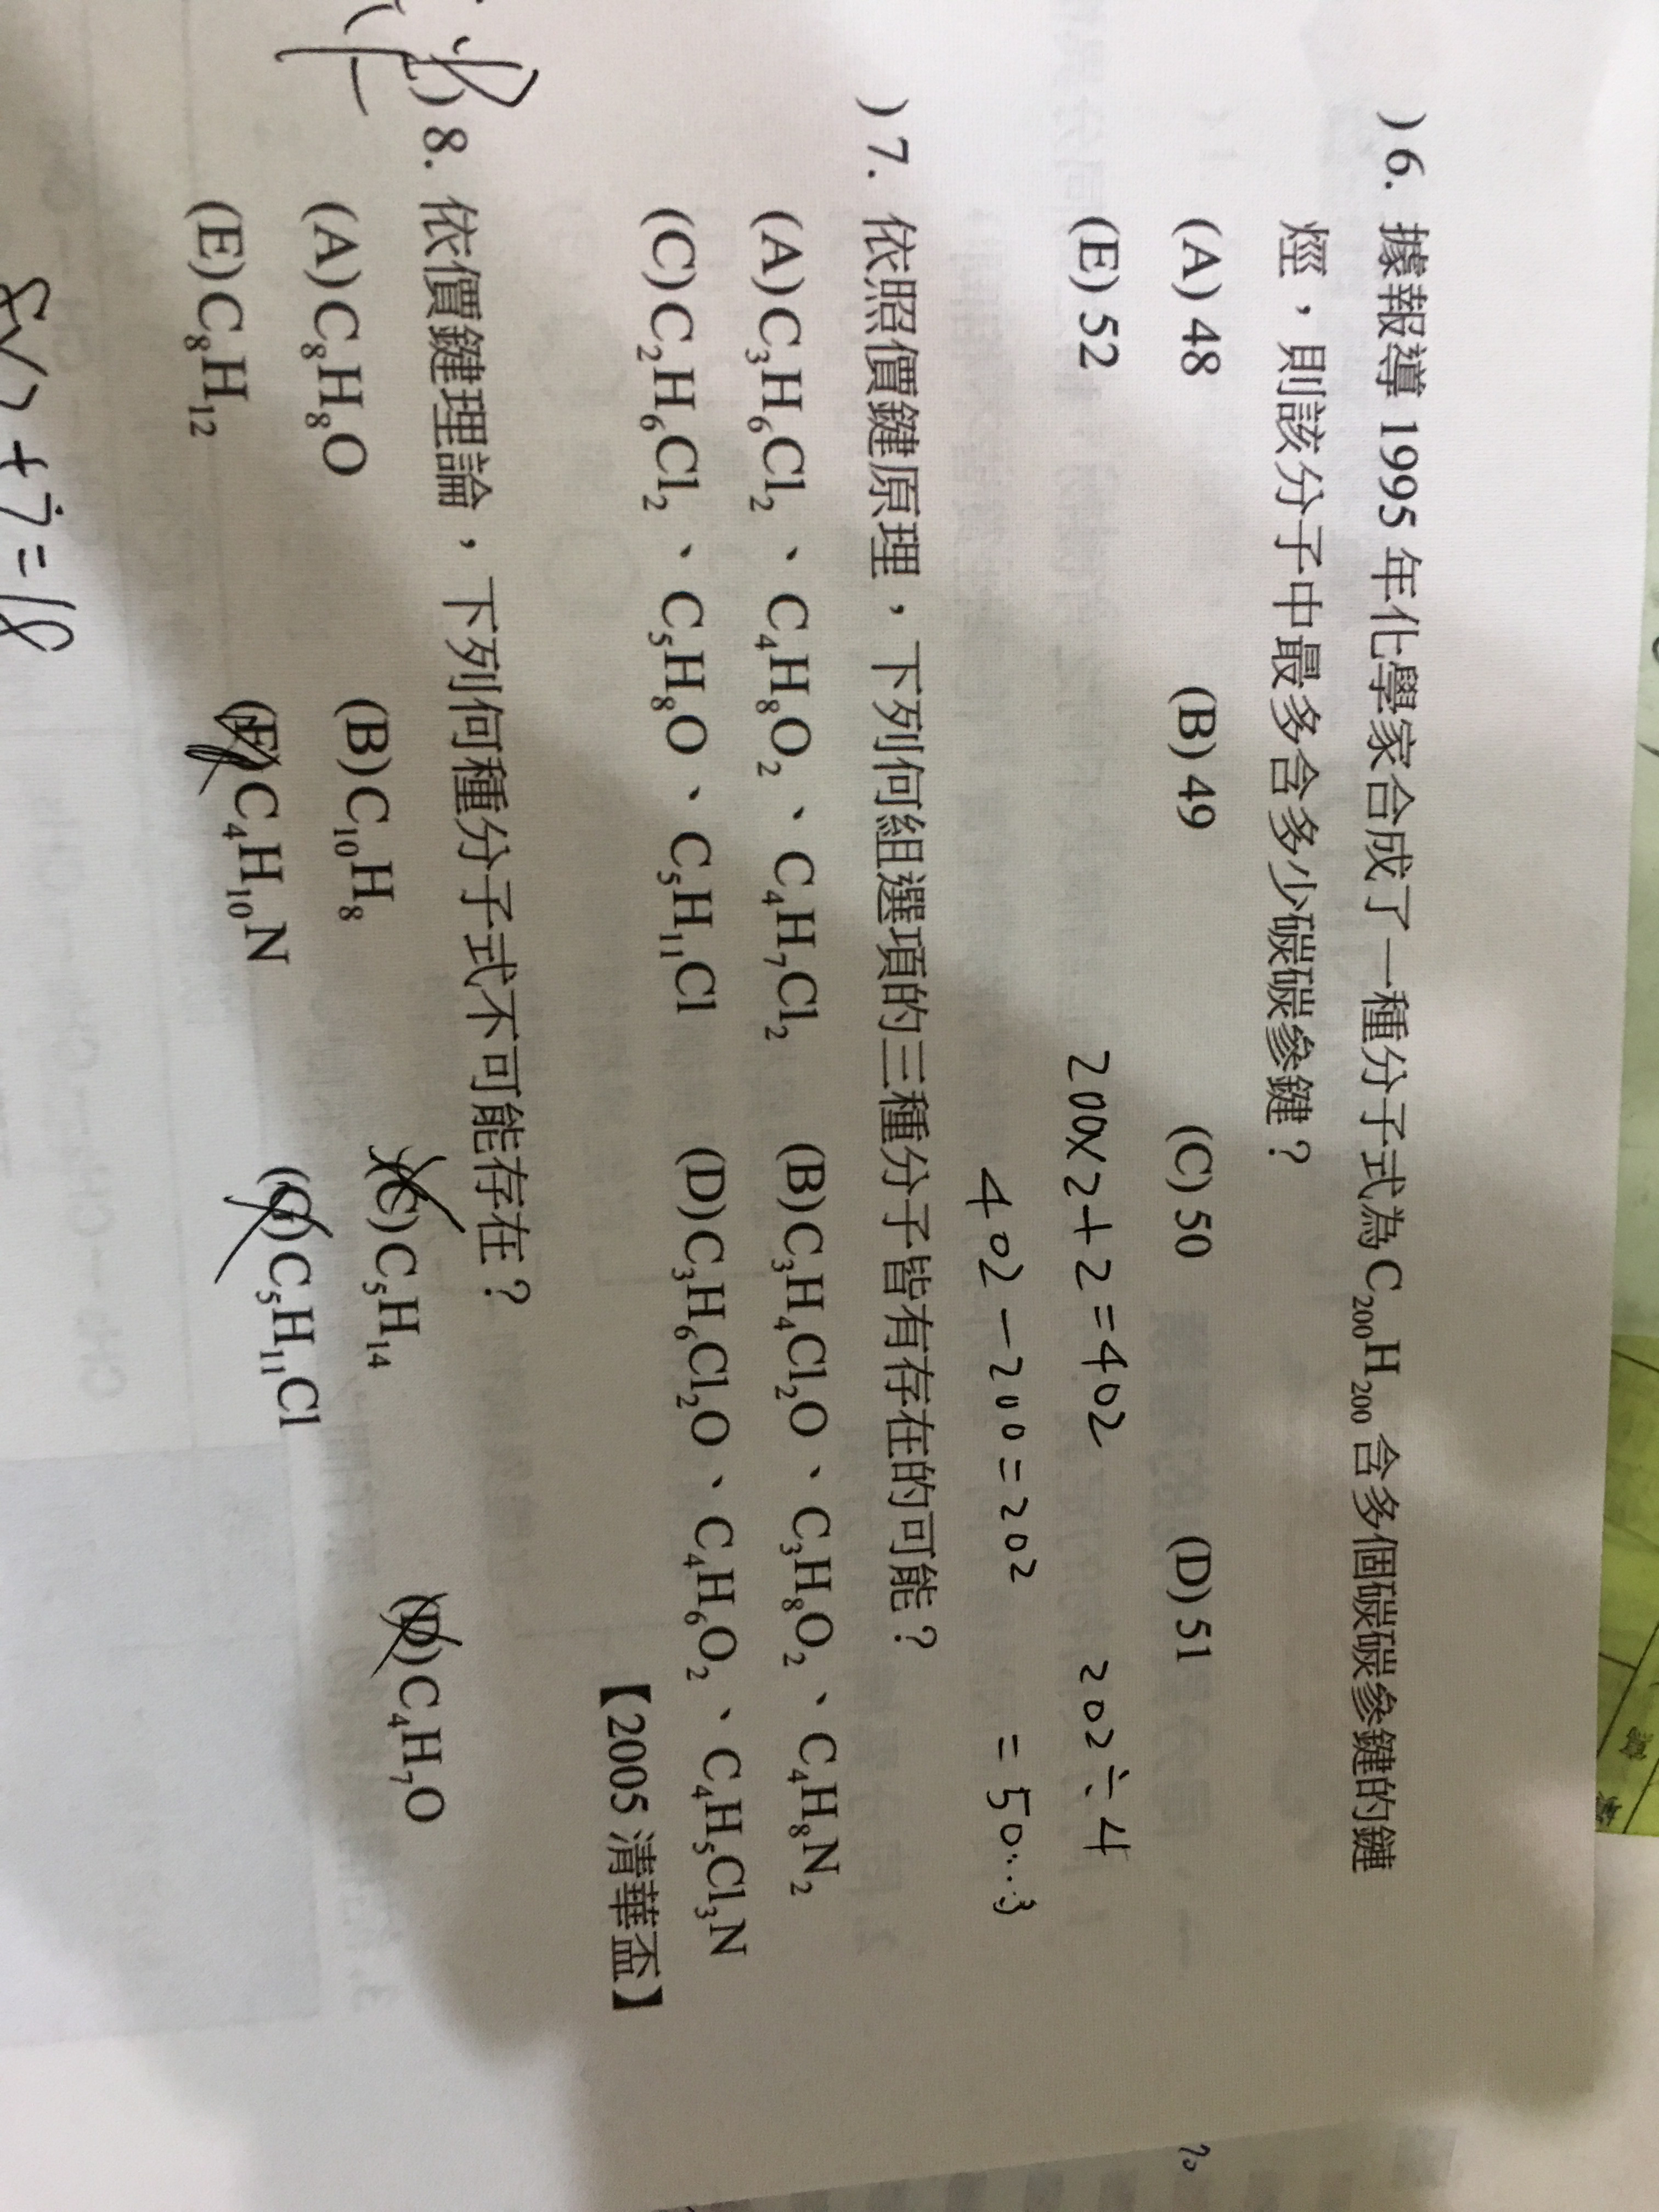 ) 6. 據報導 1995 年化學家合成了一種分子式為 C₂₀₀H₂₀₀ 含多個碳碳參鍵的鏈
烴，則該分子中最多含多少碳碳參鍵？
(A) 48 (B) 49 (C) 50 (D) 51
(E) 52
200×2+2=402
402-200=202
202÷4
=50...3
) 7. 依照價鍵原理，下列何組選項的三種分子皆有存在的可能？
(A) C₃H₆Cl₂、C₄H₈O₂、C₄H₇Cl₂ (B) C₃H₄Cl₂O、C₃H₈O₂、C₄H₈N₂
(C) C₂H₆Cl₂、C₅H₈O、C₅H₁₁Cl (D) C₃H₆Cl₂O、C₄H₆O₂、C₄H₅Cl₃N
【2005 清華盃】
) 8. 依價鍵理論，下列何種分子式不可能存在？
(A) C₈H₈O (B) C₁₀H₈ (C) C₅H₁₄ (D) C₄H₇O
(E) C₈H₁₂ (F) C₄H₁₀N (G) C₅H₁₁Cl